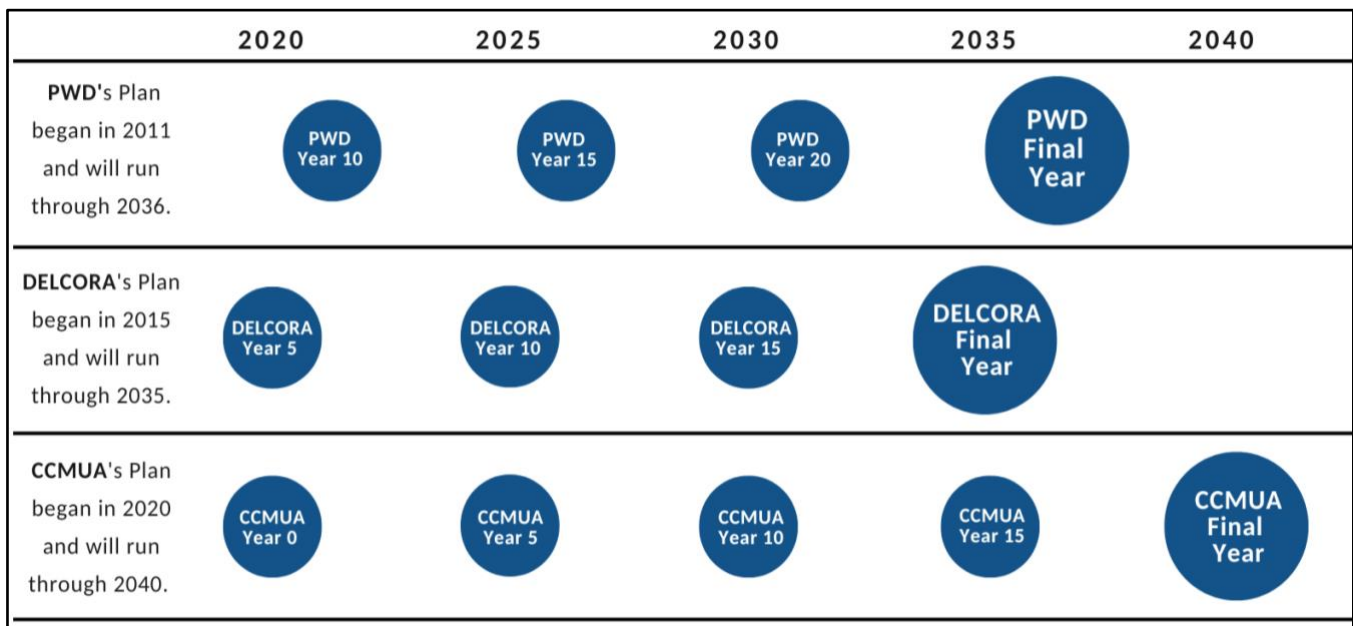 2020 2025 2030 2035 2040
PWD's Plan
began in 2011
and will run
through 2036.
PWD
Year 10
PWD
Year 15
PWD
Year 20
PWD
Final
Year
DELCORA's Plan
began in 2015
and will run
through 2035.
DELCORA
Year 5
DELCORA
Year 10
DELCORA
Year 15
DELCORA
Final
Year
CCMUA's Plan
began in 2020
and will run
through 2040.
CCMUA
Year 0
CCMUA
Year 5
CCMUA
Year 10
CCMUA
Year 15
CCMUA
Final
Year